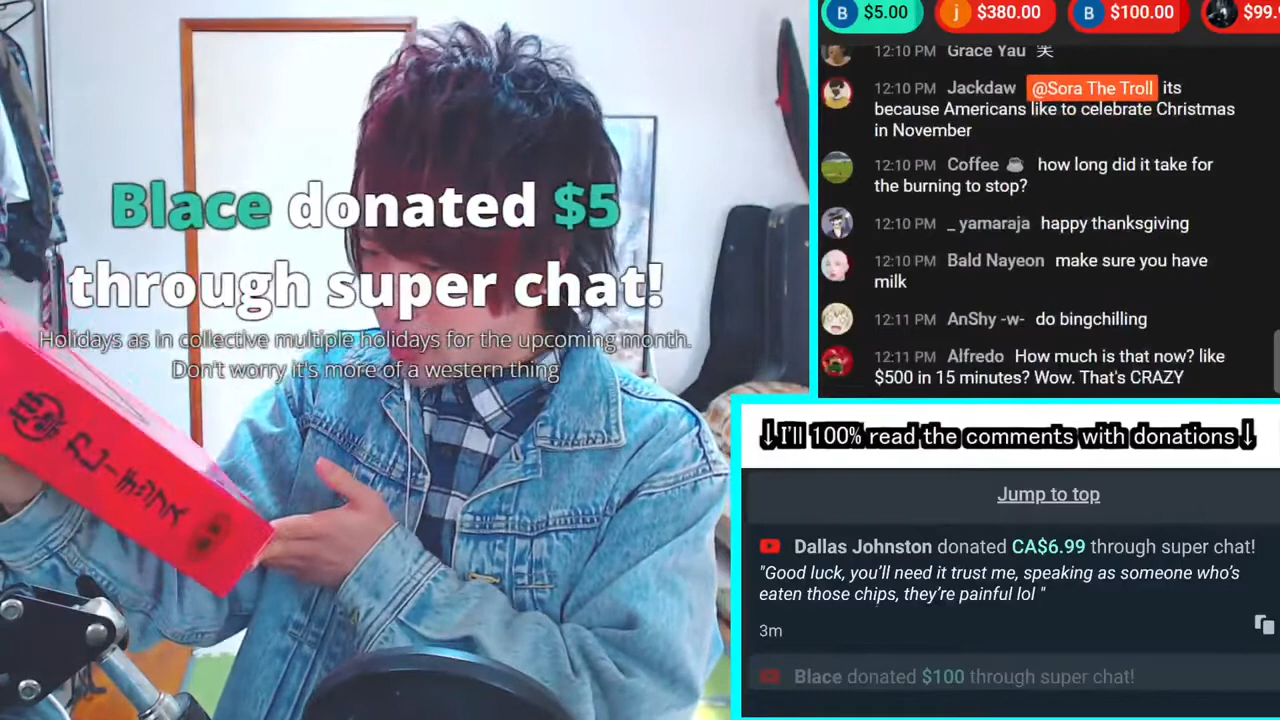 Blace donated $5
through super chat!
Holidays as in collective multiple holidays for the upcoming month.
Don't worry it's more of a western thing
B $5.00 j $380.00 B $100.00 $99.9
12:10 PM Grace Yau 笑
12:10 PM Jackdaw @Sora The Troll its
because Americans like to celebrate Christmas
in November
12:10 PM Coffee ☕ how long did it take for
the burning to stop?
12:10 PM _ yamaraja happy thanksgiving
12:10 PM Bald Nayeon make sure you have
milk
12:11 PM AnShy -w- do bingchilling
12:11 PM Alfredo How much is that now? like
$500 in 15 minutes? Wow. That's CRAZY
↓I'll 100% read the comments with donations↓
Jump to top
Dallas Johnston donated CA$6.99 through super chat!
"Good luck, you'll need it trust me, speaking as someone who's
eaten those chips, they're painful lol "
3m
Blace donated $100 through super chat!